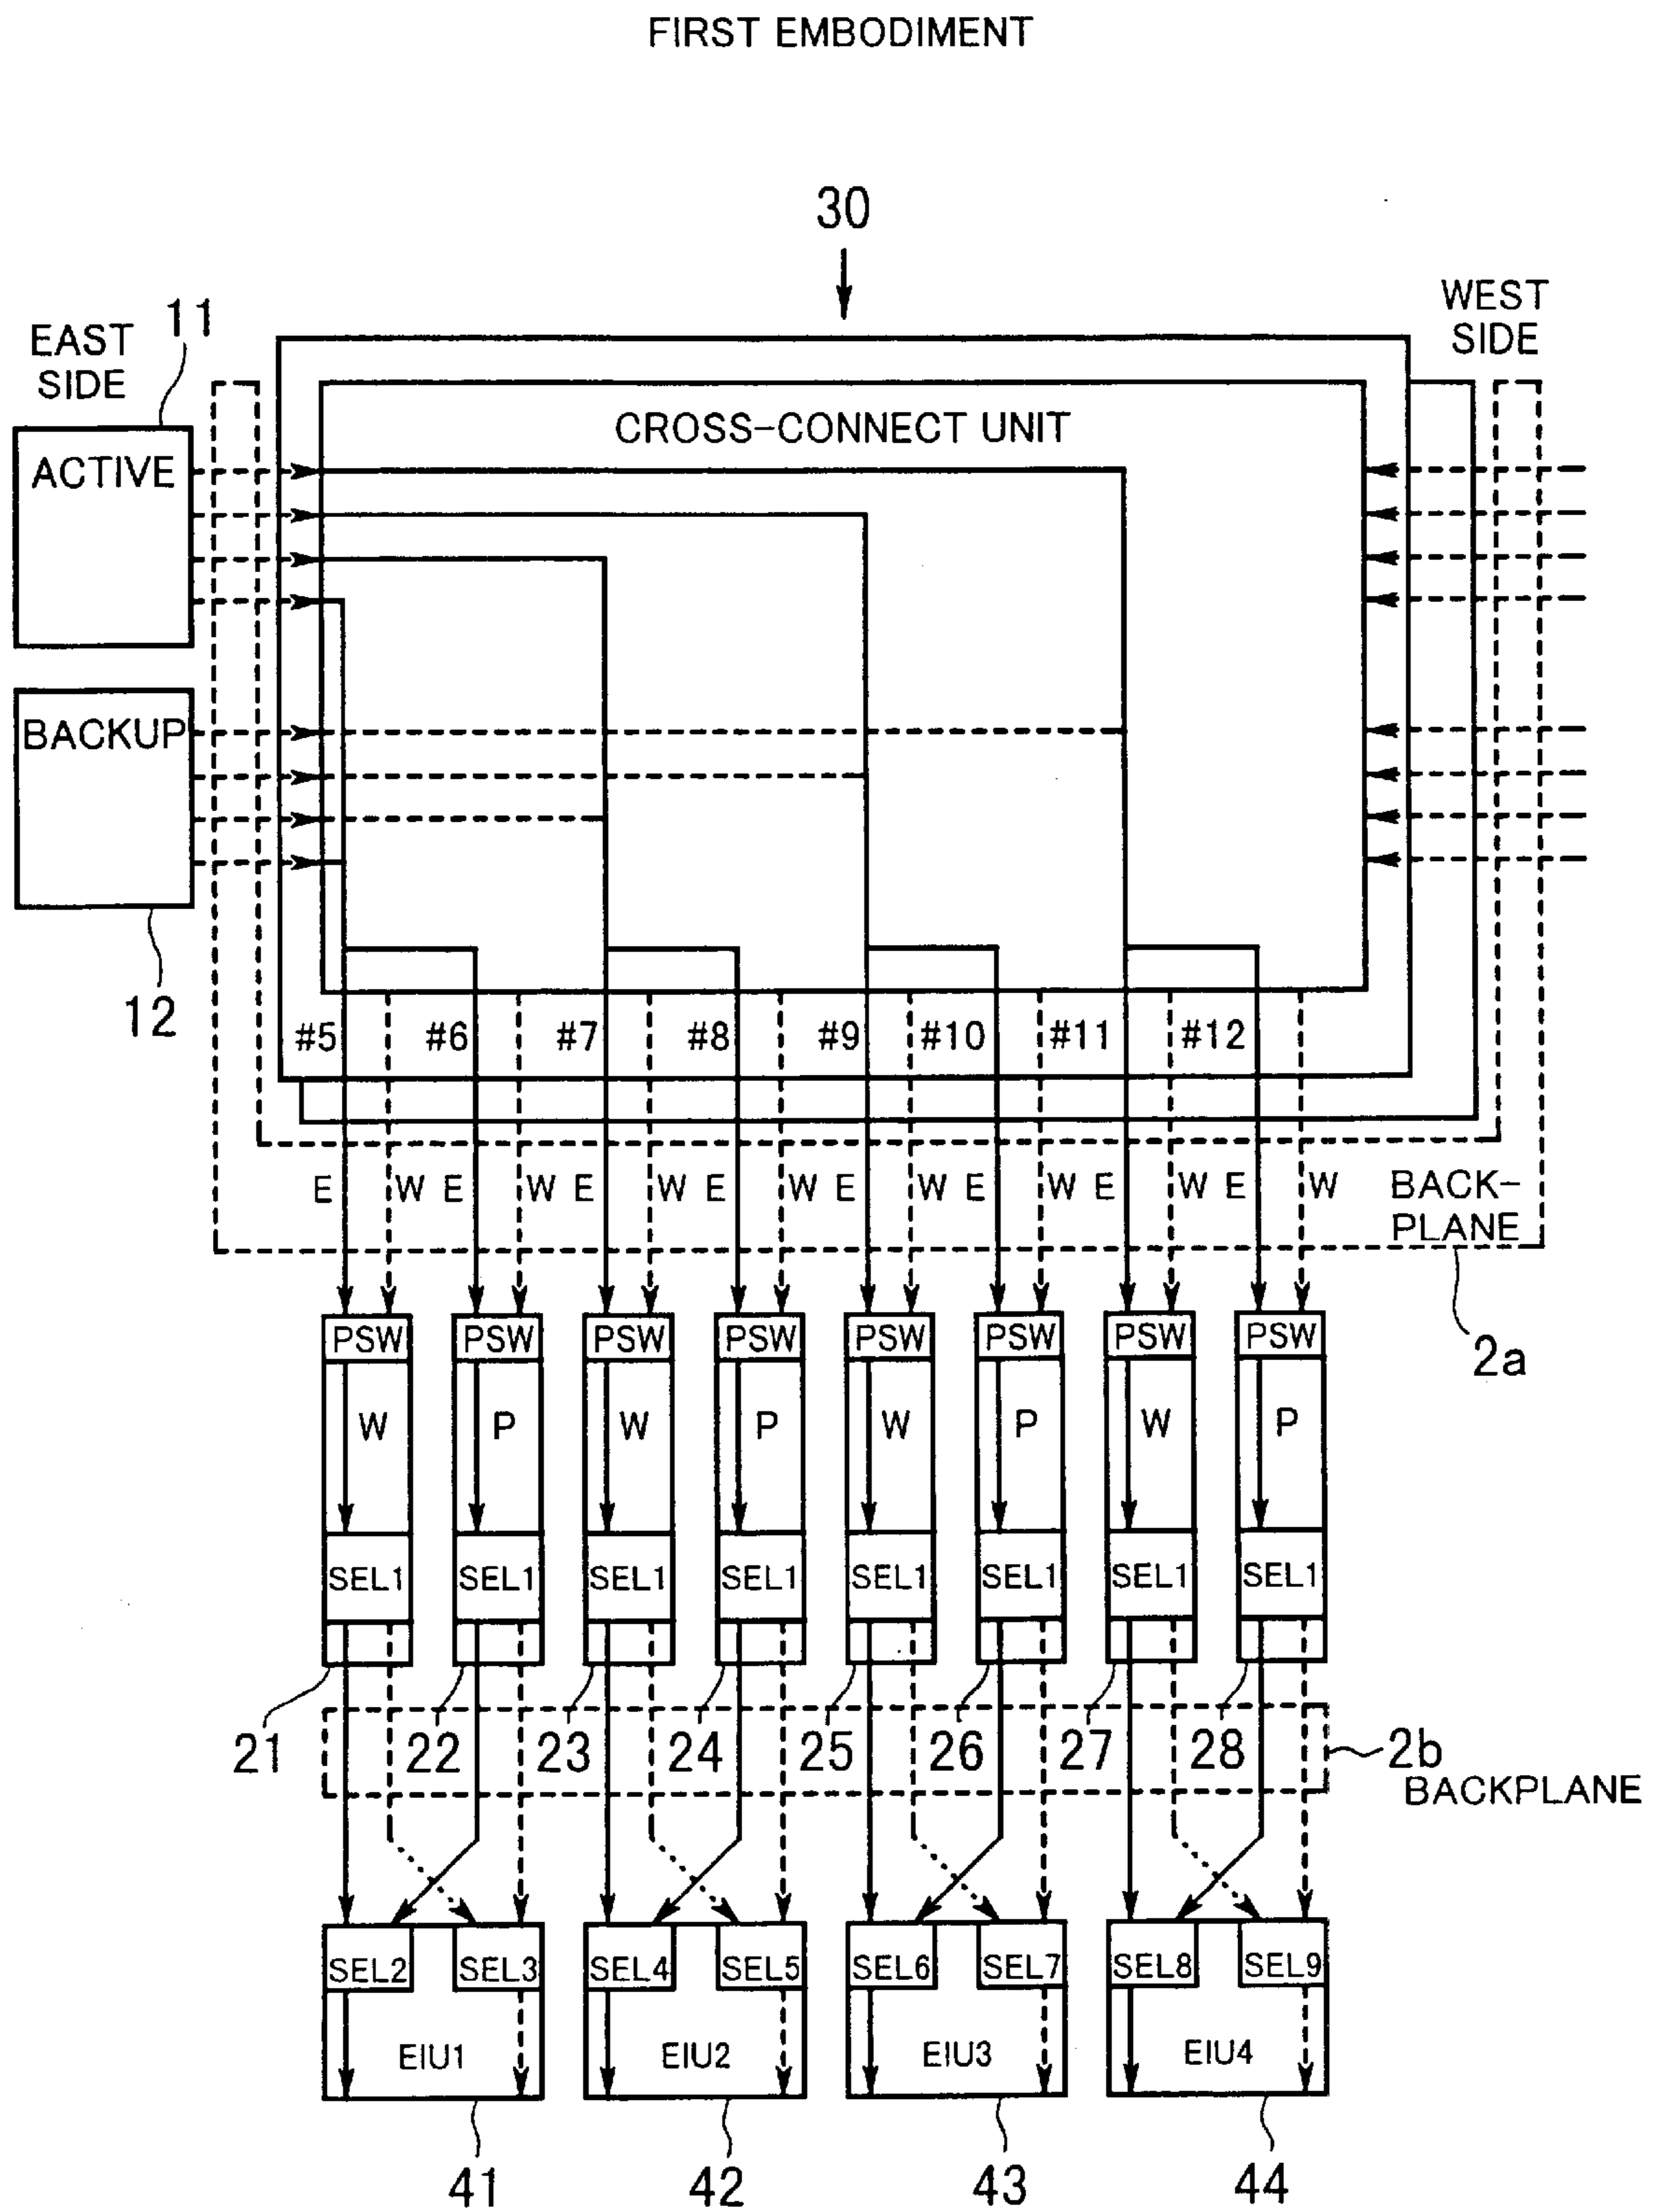 FIRST EMBODIMENT
30
EAST
SIDE
11
WEST
SIDE
CROSS-CONNECT UNIT
ACTIVE
BACKUP
12
#5 #6 #7 #8 #9 #10 #11 #12
E W E W E W E W E W E W E W E W
BACK-
PLANE
2a
PSW PSW PSW PSW PSW PSW PSW PSW
W P W P W P W P
SEL1 SEL1 SEL1 SEL1 SEL1 SEL1 SEL1 SEL1
21 22 23 24 25 26 27 28 2b
BACKPLANE
SEL2 SEL3 SEL4 SEL5 SEL6 SEL7 SEL8 SEL9
EIU1 EIU2 EIU3 EIU4
41 42 43 44